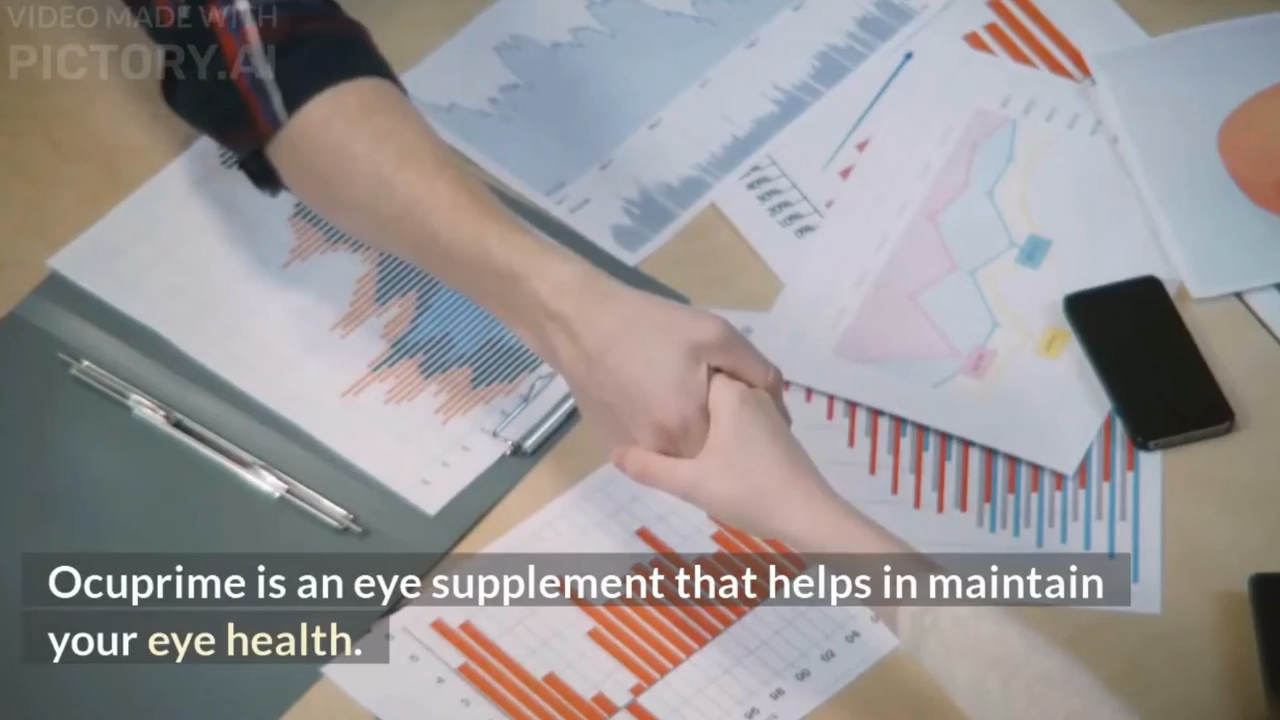 VIDEO MADE WITH
PICTORY.AI
Ocuprime is an eye supplement that helps in maintain
your eye health.